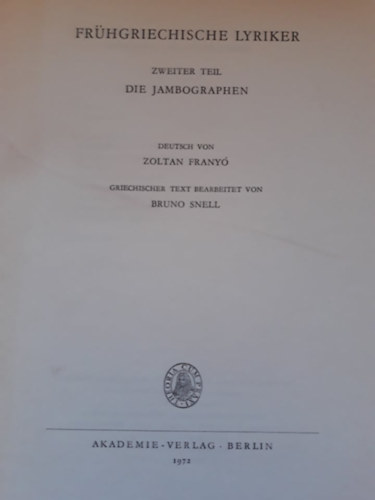 FRÜHGRIECHISCHE LYRIKER
ZWEITER TEIL
DIE JAMBOGRAPHEN
DEUTSCH VON
ZOLTAN FRANYÓ
GRIECHISCHER TEXT BEARBEITET VON
BRUNO SNELL
AKADEMIE-VERLAG · BERLIN
1972